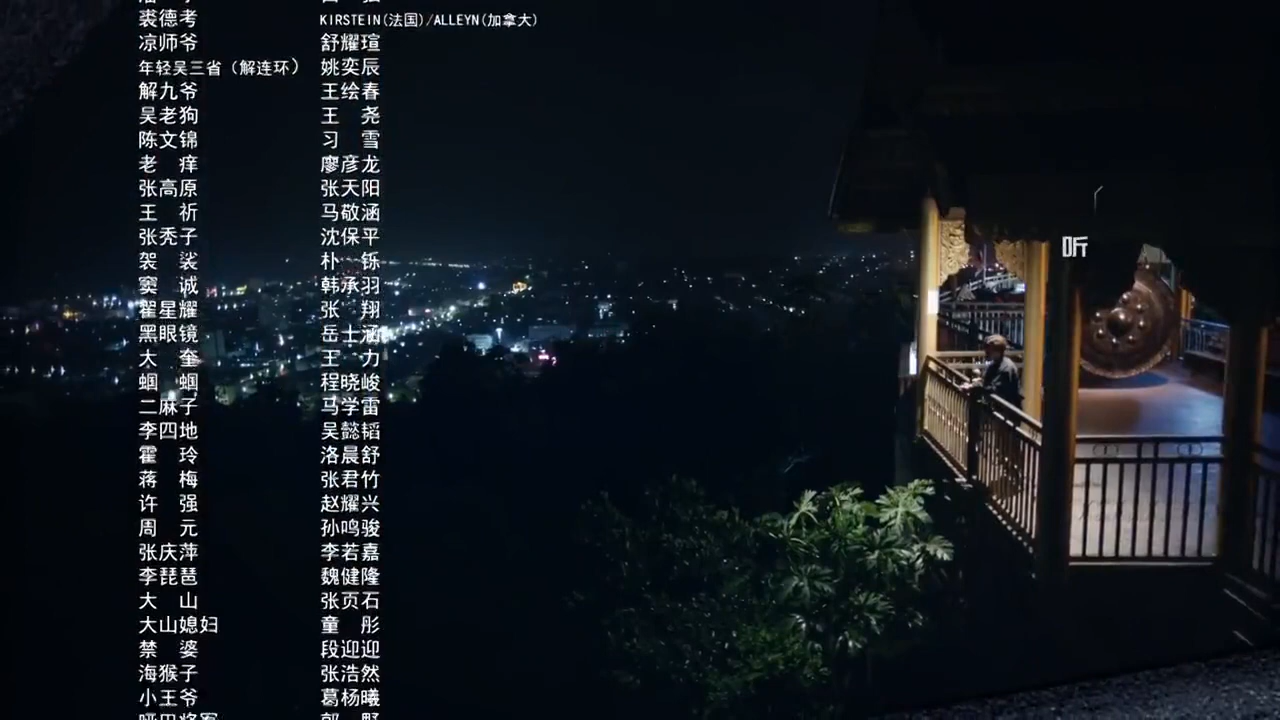 裘德考 KIRSTEIN(法国)/ALLEYN(加拿大)
凉师爷 舒耀瑄
年轻吴三省（解连环） 姚奕辰
解九爷 王绘春
吴老狗 王 尧
陈文锦 习 雪
老 痒 廖彦龙
张高原 张天阳
王 祈 马敬涵
张秃子 沈保平
袈 裟 朴 铄
窦 诚 韩承羽
翟星耀 张 翔
黑眼镜 岳士涵
大 奎 王 力
蝈 蝈 程晓峻
二麻子 马学雷
李四地 吴懿韬
霍 玲 洛晨舒
蒋 梅 张君竹
许 强 赵耀兴
周 元 孙鸣骏
张庆萍 李若嘉
李琵琶 魏健隆
大 山 张页石
大山媳妇 童 彤
禁 婆 段迎迎
海猴子 张浩然
小王爷 葛杨曦
听